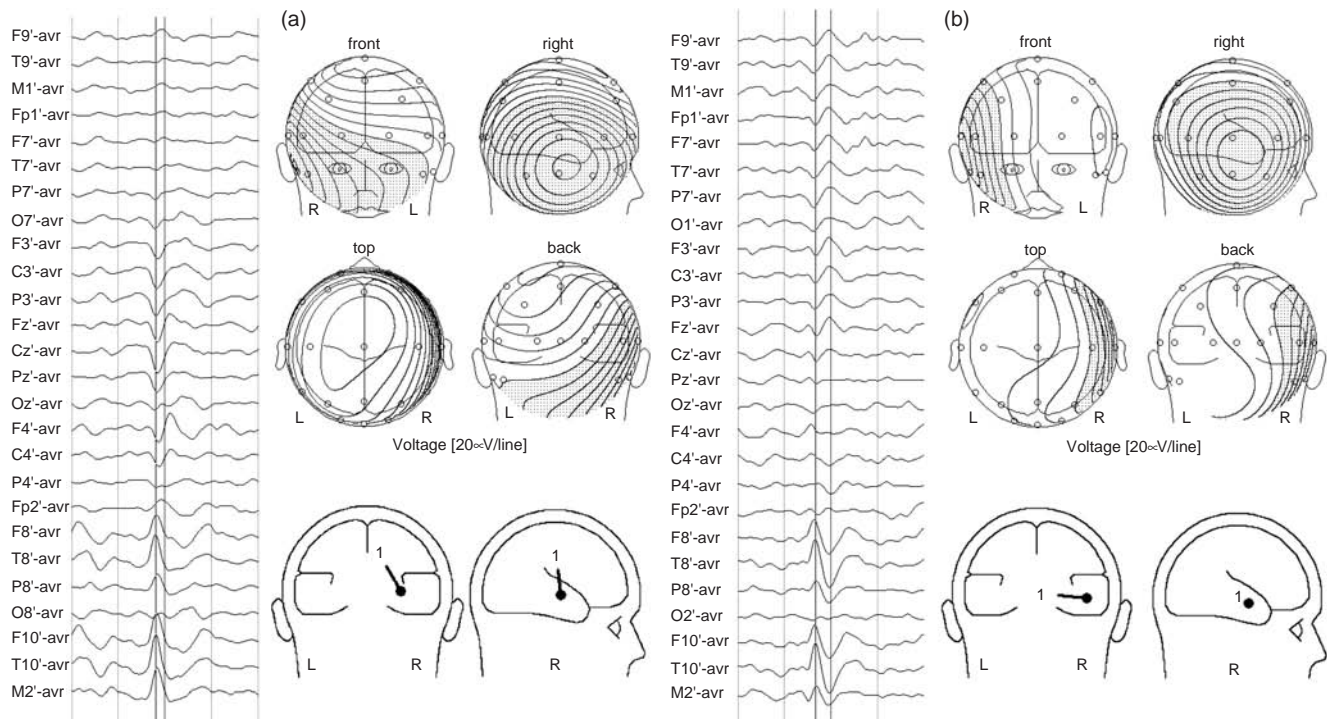 (a)
F9'-avr
T9'-avr
M1'-avr
Fp1'-avr
F7'-avr
T7'-avr
P7'-avr
O7'-avr
F3'-avr
C3'-avr
P3'-avr
Fz'-avr
Cz'-avr
Pz'-avr
Oz'-avr
F4'-avr
C4'-avr
P4'-avr
Fp2'-avr
F8'-avr
T8'-avr
P8'-avr
O8'-avr
F10'-avr
T10'-avr
M2'-avr
front
right
R
L
top
back
L
R
L
R
Voltage [20∝V/line]
1
1
L
R
R
(b)
F9'-avr
T9'-avr
M1'-avr
Fp1'-avr
F7'-avr
T7'-avr
P7'-avr
O1'-avr
F3'-avr
C3'-avr
P3'-avr
Fz'-avr
Cz'-avr
Pz'-avr
Oz'-avr
F4'-avr
C4'-avr
P4'-avr
Fp2'-avr
F8'-avr
T8'-avr
P8'-avr
O2'-avr
F10'-avr
T10'-avr
M2'-avr
front
right
R
L
top
back
L
R
L
R
Voltage [20∝V/line]
1
1
L
R
R